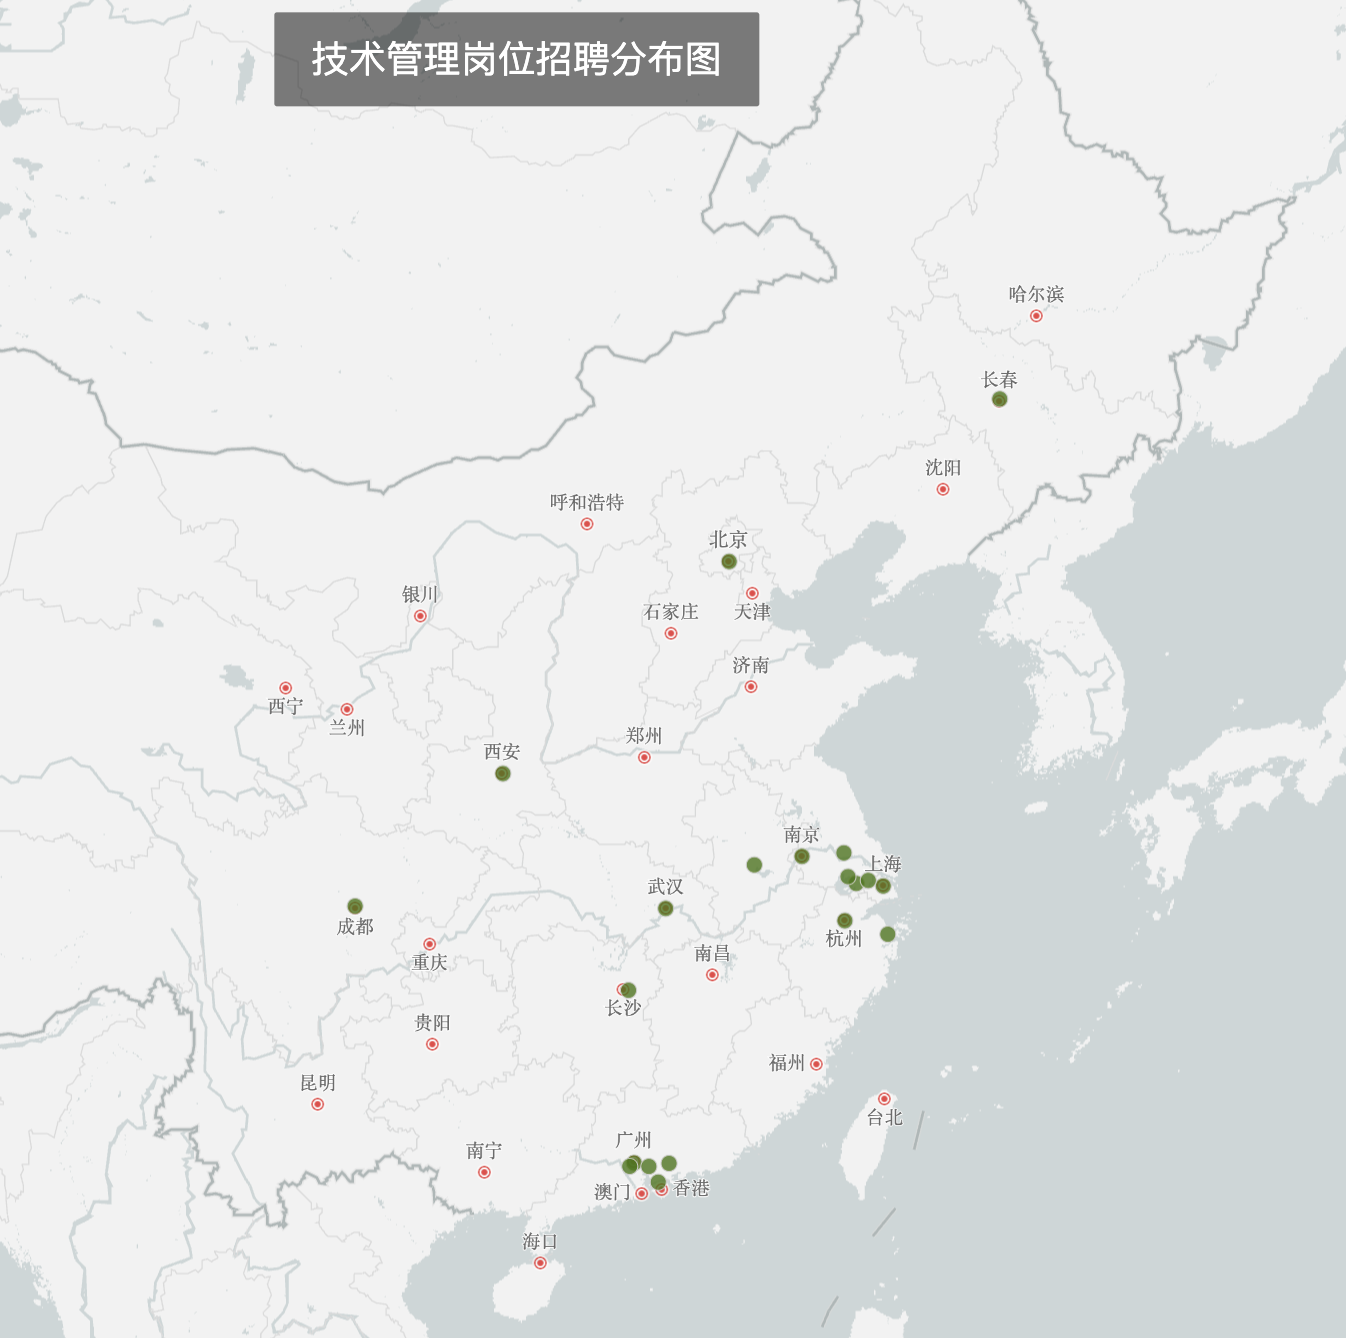 技术管理岗位招聘分布图
哈尔滨
长春
沈阳
呼和浩特
北京
银川
石家庄
天津
济南
西宁
兰州
郑州
西安
南京
上海
武汉
成都
杭州
重庆
南昌
长沙
贵阳
福州
昆明
台北
广州
南宁
澳门
香港
海口